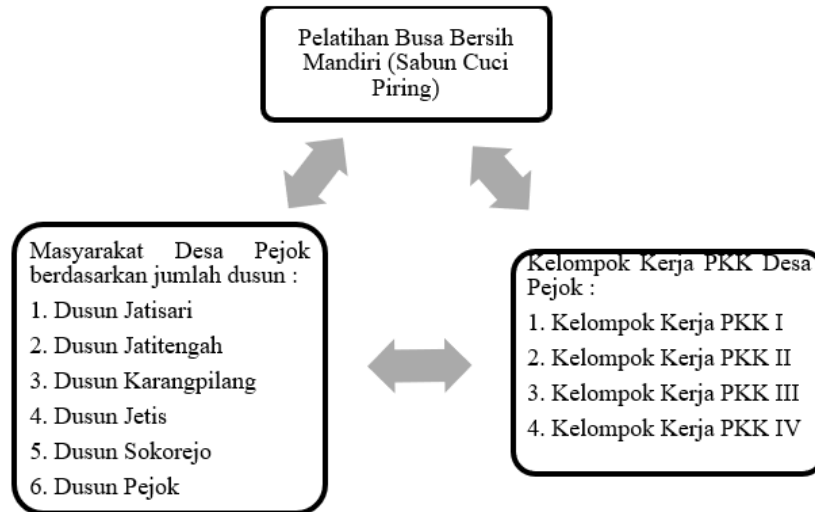 Pelatihan Busa Bersih
Mandiri (Sabun Cuci
Piring)
Masyarakat Desa Pejok
berdasarkan jumlah dusun :
1. Dusun Jatisari
2. Dusun Jatitengah
3. Dusun Karangpilang
4. Dusun Jetis
5. Dusun Sokorejo
6. Dusun Pejok
Kelompok Kerja PKK Desa
Pejok :
1. Kelompok Kerja PKK I
2. Kelompok Kerja PKK II
3. Kelompok Kerja PKK III
4. Kelompok Kerja PKK IV